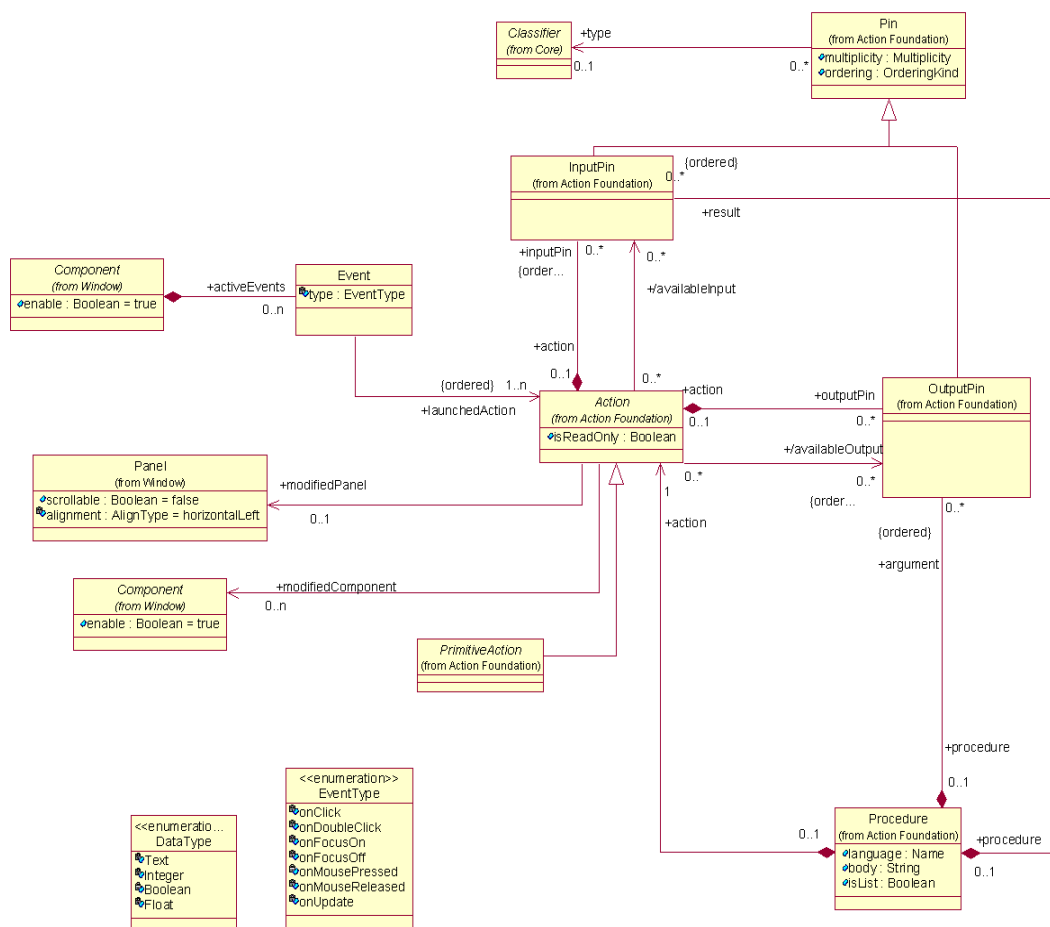 Classifier
(from Core)
+type
0..1
0..*
Pin
(from Action Foundation)
multiplicity : Multiplicity
ordering : OrderingKind
InputPin
(from Action Foundation)
{ordered}
0..*
+result
+inputPin
0..*
{order...
0..*
+/availableInput
Component
(from Window)
enable : Boolean = true
+activeEvents
0..n
Event
type : EventType
+action
0..1
0..*
{ordered}
1..n
+launchedAction
Action
(from Action Foundation)
isReadOnly : Boolean
+action
0..1
+outputPin
0..*
OutputPin
(from Action Foundation)
+/availableOutput
0..*
0..*
{order...
0..*
{ordered}
+argument
Panel
(from Window)
scrollable : Boolean = false
alignment : AlignType = horizontalLeft
+modifiedPanel
0..1
1
+action
Component
(from Window)
enable : Boolean = true
+modifiedComponent
0..n
PrimitiveAction
(from Action Foundation)
+procedure
0..1
<<enumeration>>
EventType
onClick
onDoubleClick
onFocusOn
onFocusOff
onMousePressed
onMouseReleased
onUpdate
<<enumeratio...
DataType
Text
Integer
Boolean
Float
0..1
Procedure
(from Action Foundation)
language : Name
body : String
isList : Boolean
+procedure
0..1